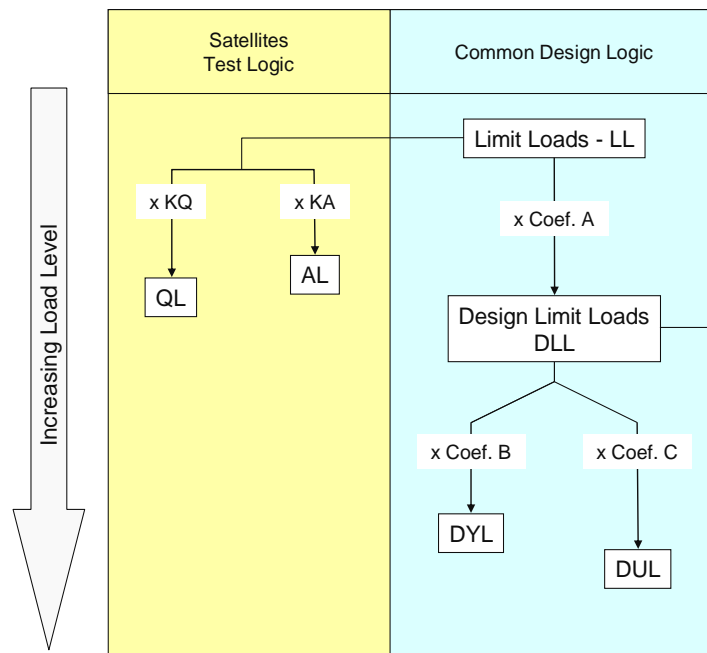 Satellites
Test Logic
Common Design Logic
Increasing Load Level
Limit Loads - LL
x KQ
x KA
x Coef. A
QL
AL
Design Limit Loads
DLL
x Coef. B
x Coef. C
DYL
DUL